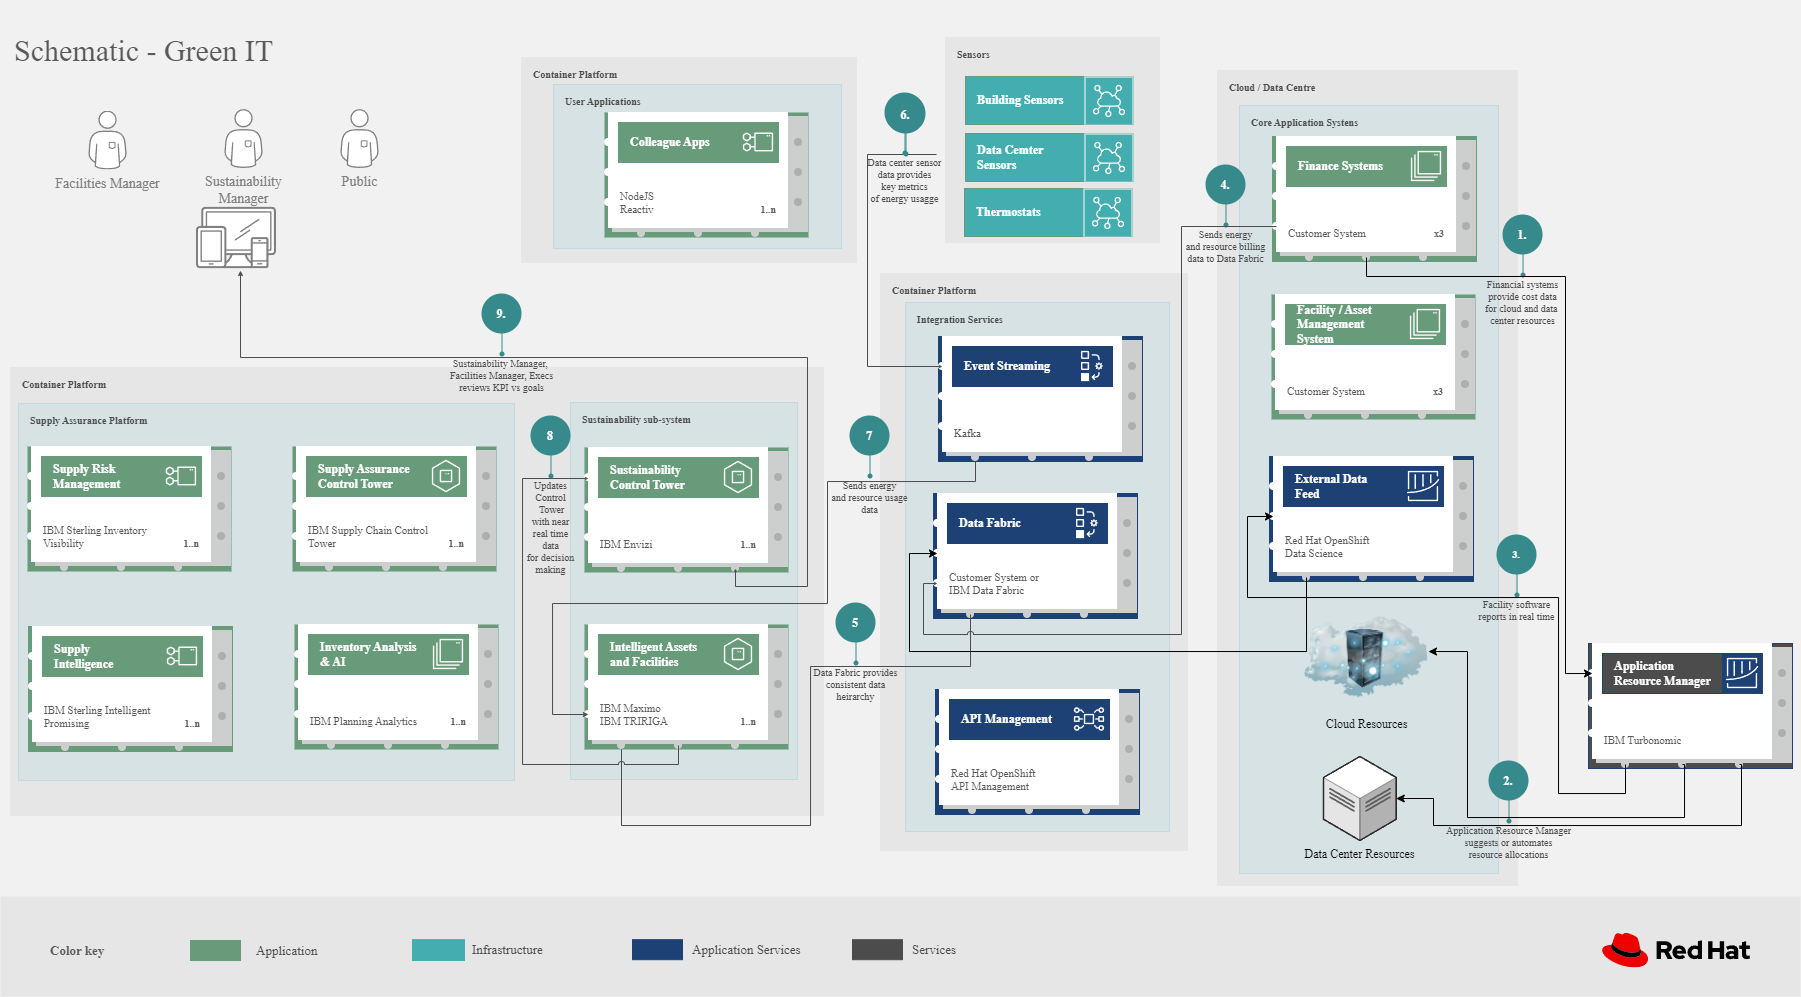 Schematic - Green IT
Facilities Manager
Sustainability
Manager
Public
Container Platform
User Applications
Colleague Apps
NodeJS
Reactiv
1..n
6.
Data center sensor
data provides
key metrics
of energy usagge
Sensors
Building Sensors
Data Cemter
Sensors
Thermostats
Cloud / Data Centre
Core Application Systens
Finance Systems
Customer System
x3
4.
Sends energy
and resource billing
data to Data Fabric
1.
Financial systems
provide cost data
for cloud and data
center resources
Facility / Asset
Management
System
Customer System
x3
External Data
Feed
Red Hat OpenShift
Data Science
3.
Facility software
reports in real time
Cloud Resources
Data Center Resources
Application
Resource Manager
IBM Turbonomic
2.
Application Resource Manager
suggests or automates
resource allocations
Container Platform
Integration Services
Event Streaming
Kafka
Data Fabric
Customer System or
IBM Data Fabric
API Management
Red Hat OpenShift
API Management
7
Sends energy
and resource usage
data
5
Data Fabric provides
consistent data
heirarchy
9.
Sustainability Manager,
Facilities Manager, Execs
reviews KPI vs goals
Container Platform
Supply Assurance Platform
Supply Risk
Management
IBM Sterling Inventory
Visibility
1..n
Supply Assurance
Control Tower
IBM Supply Chain Control
Tower
1..n
Supply
Intelligence
IBM Sterling Intelligent
Promising
1..n
Inventory Analysis
& AI
IBM Planning Analytics
1..n
8
Updates
Control
Tower
with near
real time
data
for decision
making
Sustainability sub-system
Sustainability
Control Tower
IBM Envizi
1..n
Intelligent Assets
and Facilities
IBM Maximo
IBM TRIRIGA
1..n
Color key
Application
Infrastructure
Application Services
Services
Red Hat